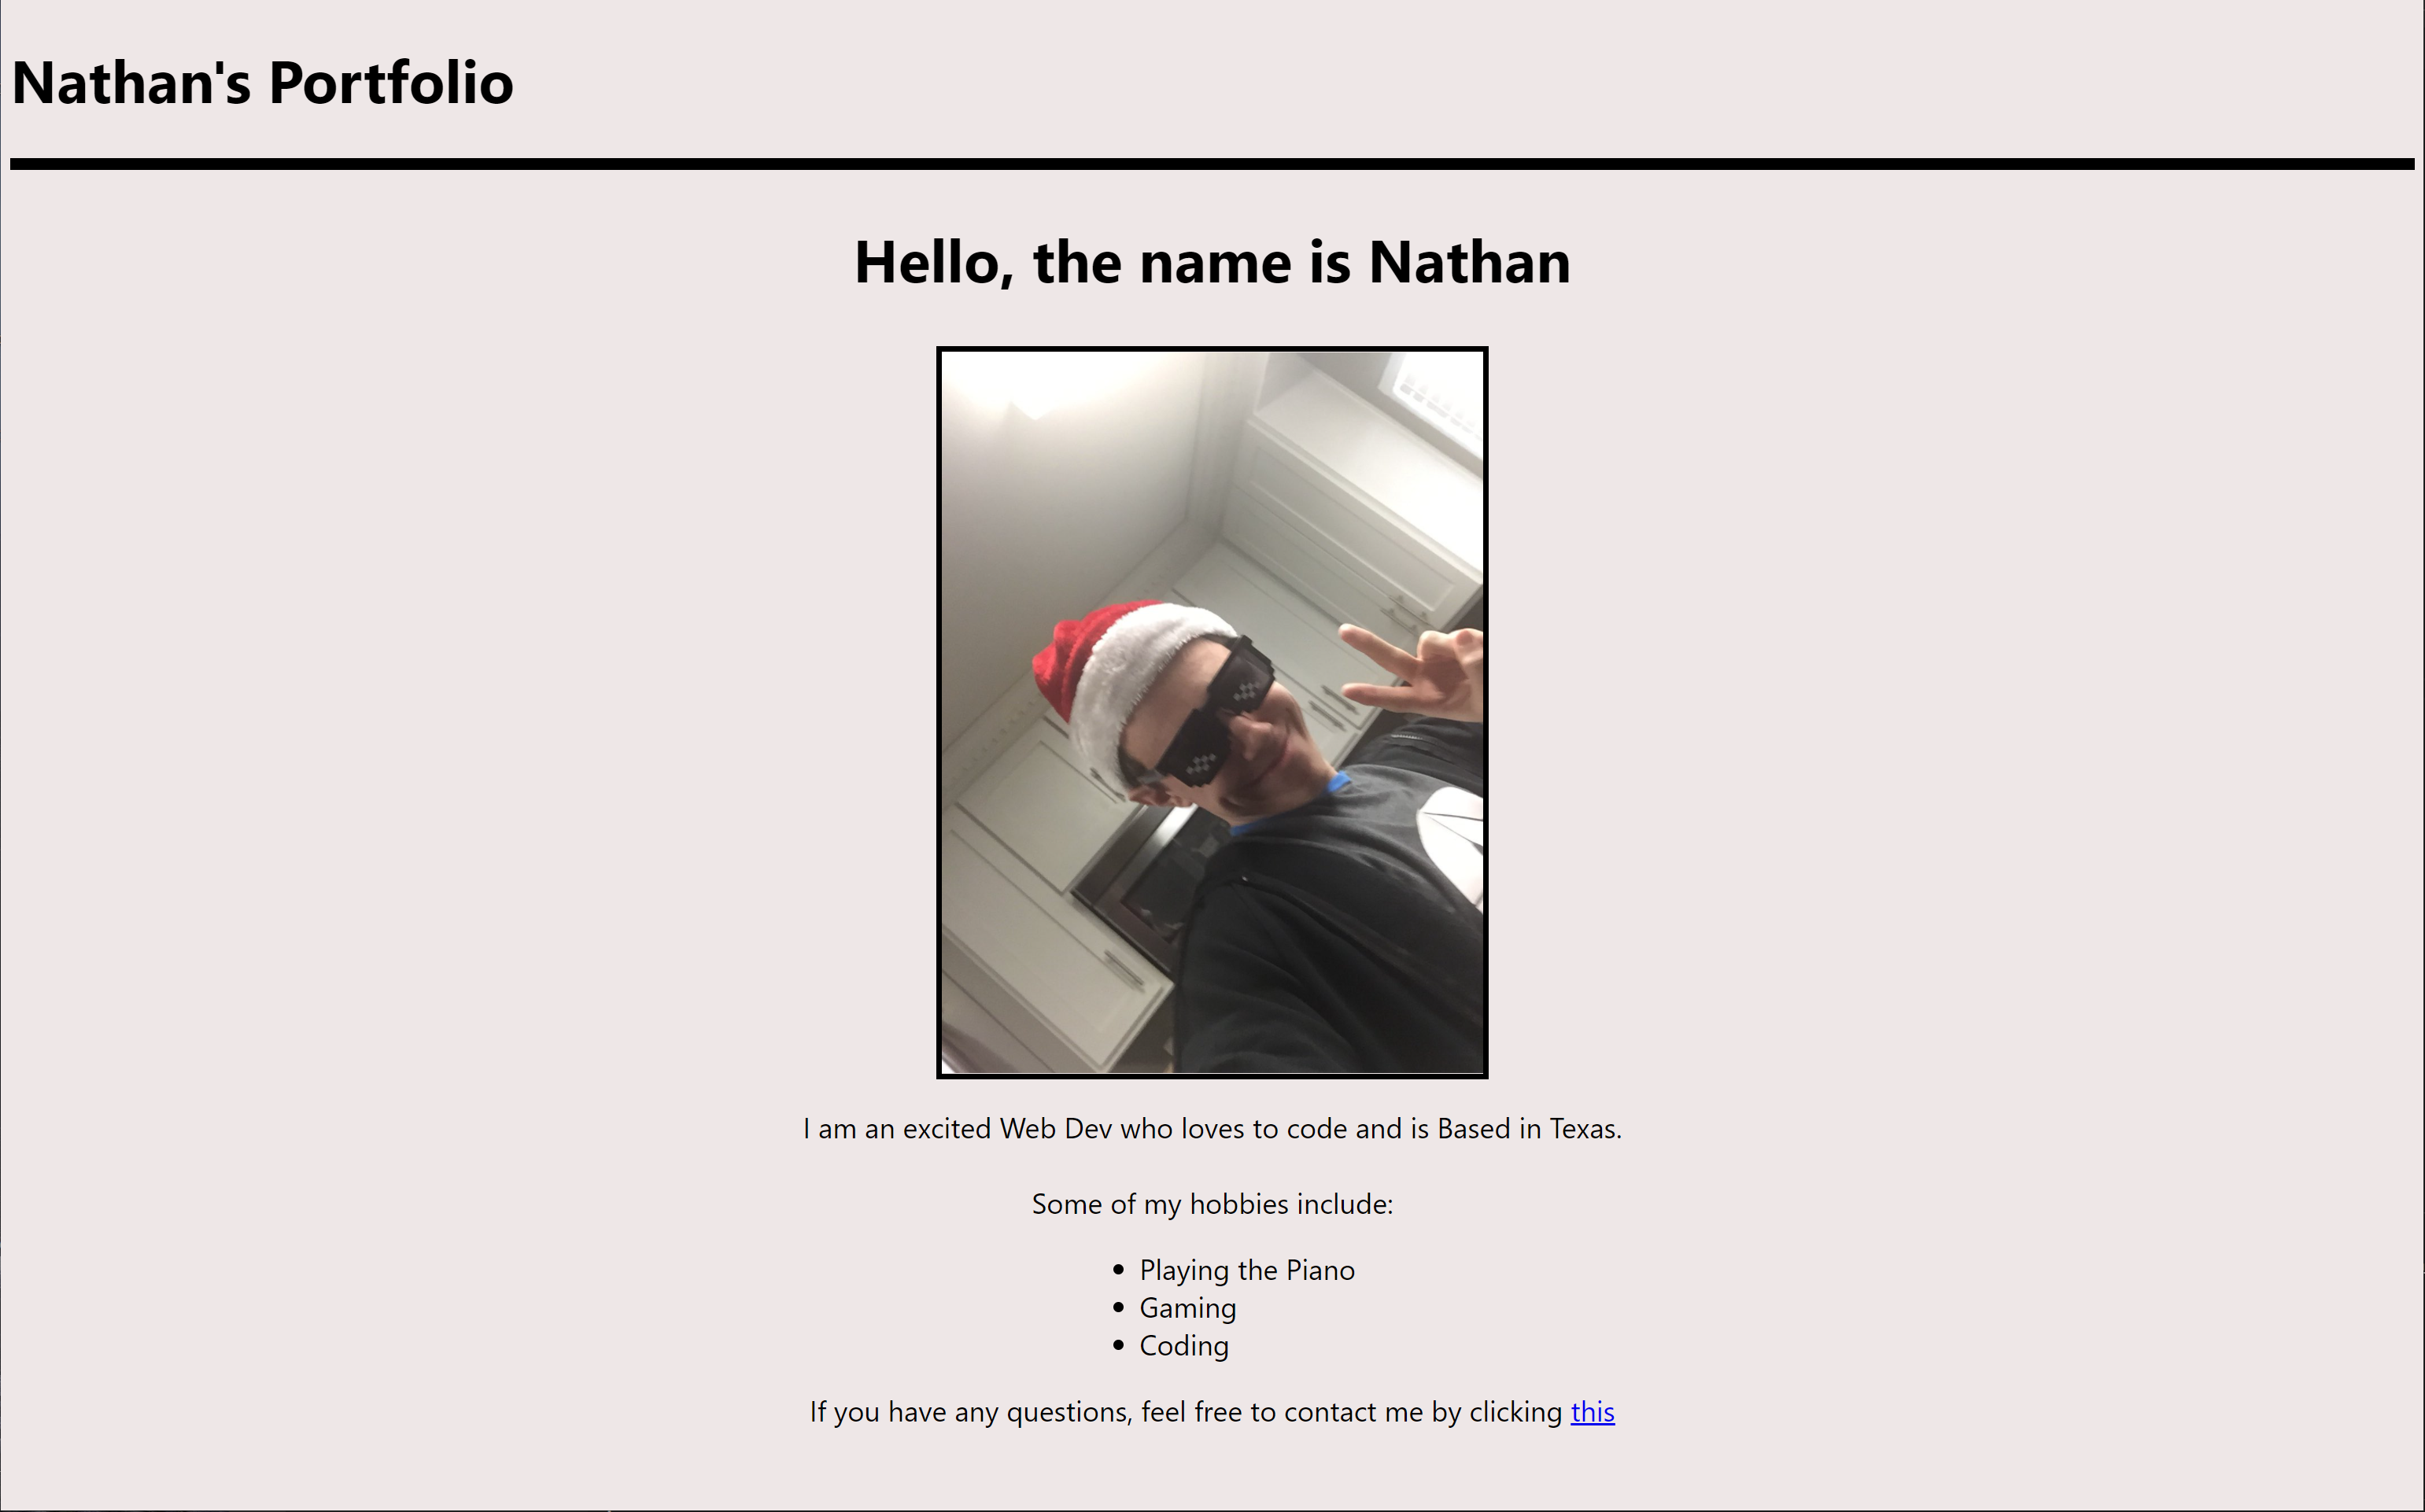 Nathan's Portfolio
Hello, the name is Nathan
I am an excited Web Dev who loves to code and is Based in Texas.
Some of my hobbies include:
Playing the Piano
Gaming
Coding
If you have any questions, feel free to contact me by clicking this